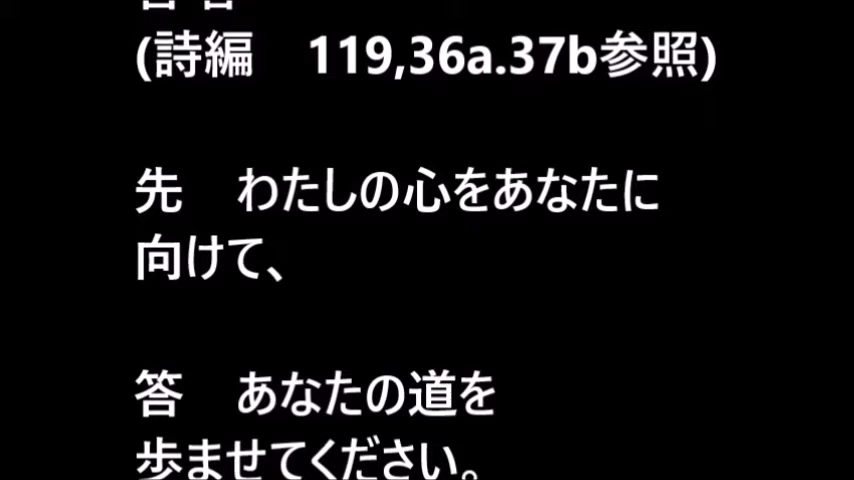 (詩編　119,36a.37b参照)
先　わたしの心をあなたに
向けて、
答　あなたの道を
歩ませてください。